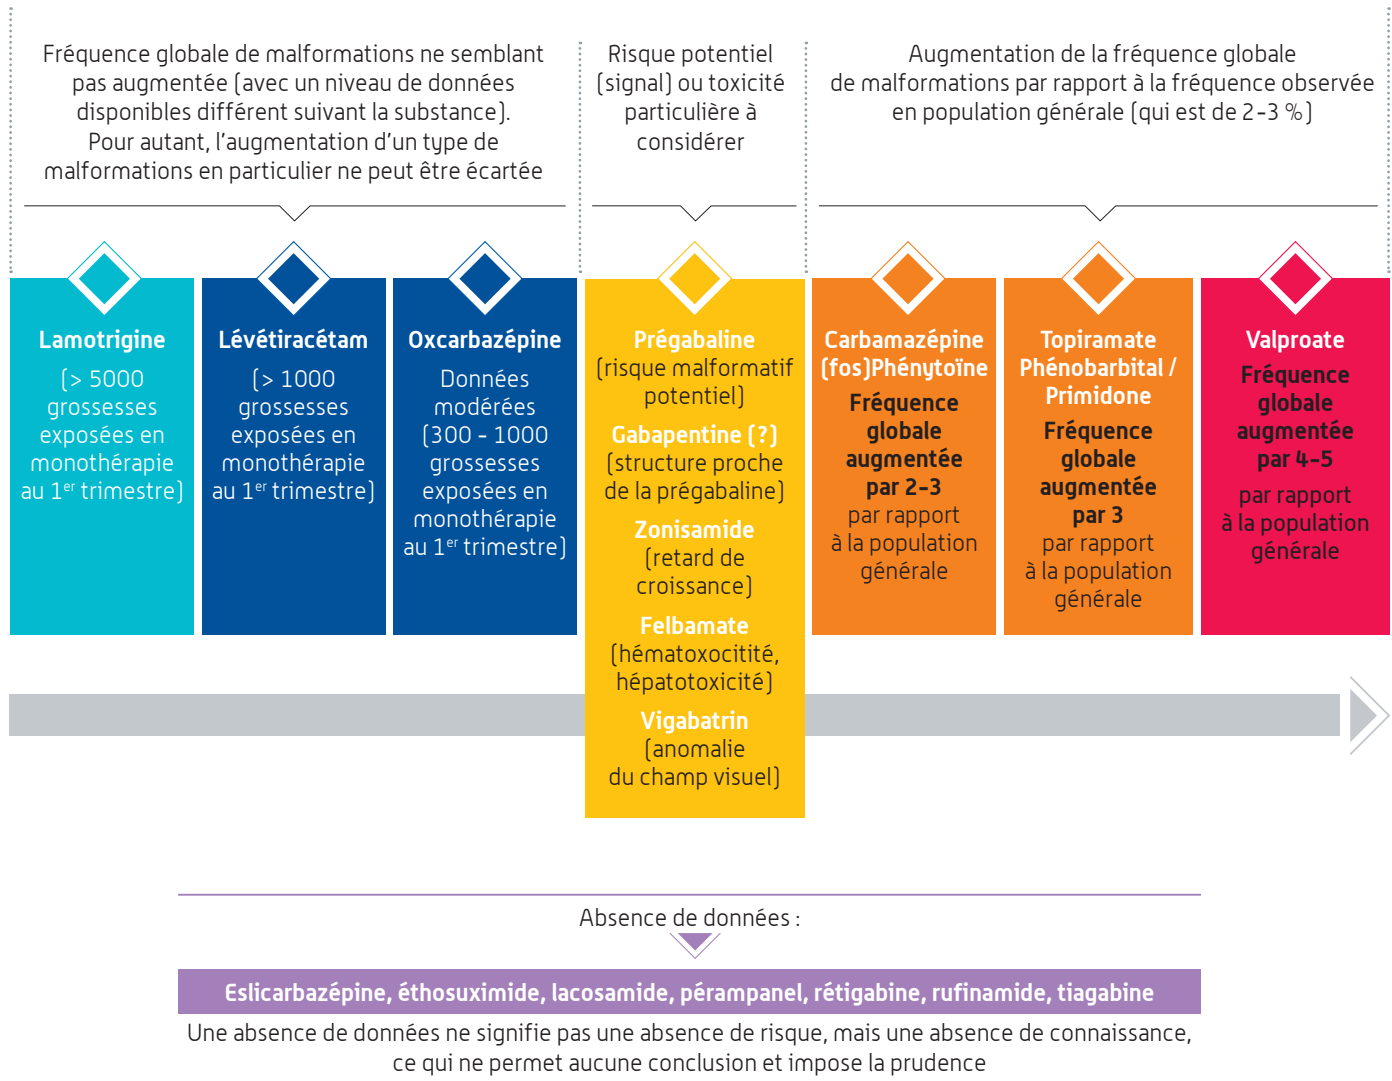 Fréquence globale de malformations ne semblant
pas augmentée (avec un niveau de données
disponibles différent suivant la substance).
Pour autant, l'augmentation d'un type de
malformations en particulier ne peut être écartée
Risque potentiel
(signal) ou toxicité
particulière à
considérer
Augmentation de la fréquence globale
de malformations par rapport à la fréquence observée
en population générale (qui est de 2-3 %)
Lamotrigine
(> 5000
grossesses
exposées en
monothérapie
au 1er trimestre)
Lévétiracétam
(> 1000
grossesses
exposées en
monothérapie
au 1er trimestre)
Oxcarbazépine
Données
modérées
(300 - 1000
grossesses
exposées en
monothérapie
au 1er trimestre)
Prégabaline
(risque malformatif
potentiel)
Gabapentine (?)
(structure proche
de la prégabaline)
Zonisamide
(retard de
croissance)
Felbamate
(hématoxocitité,
hépatotoxicité)
Vigabatrin
(anomalie
du champ visuel)
Carbamazépine
(fos)Phénytoïne
Fréquence
globale
augmentée
par 2-3
par rapport
à la population
générale
Topiramate
Phénobarbital /
Primidone
Fréquence
globale
augmentée
par 3
par rapport
à la population
générale
Valproate
Fréquence
globale
augmentée
par 4-5
par rapport
à la population
générale
Absence de données :
Eslicarbazépine, éthosuximide, lacosamide, pérampanel, rétigabine, rufinamide, tiagabine
Une absence de données ne signifie pas une absence de risque, mais une absence de connaissance,
ce qui ne permet aucune conclusion et impose la prudence